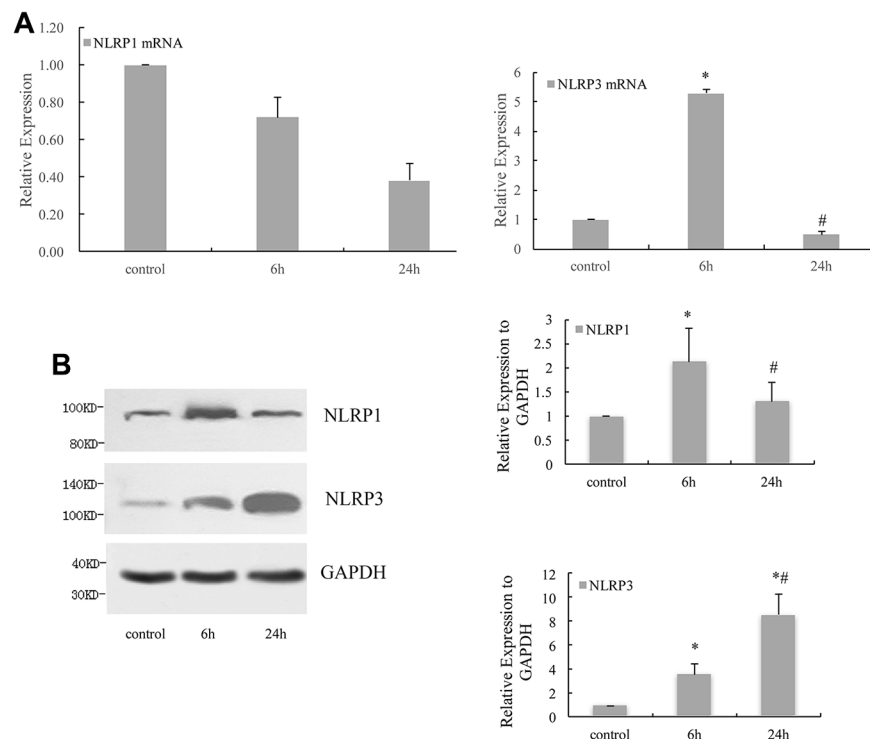 A
NLRP1 mRNA
Relative Expression
1.20
1.00
0.80
0.60
0.40
0.20
0.00
control 6h 24h
NLRP3 mRNA
Relative Expression
6
5
4
3
2
1
0
*
#
control 6h 24h
B
100KD
80KD
NLRP1
140KD
100KD
NLRP3
40KD
30KD
GAPDH
control 6h 24h
NLRP1
Relative Expression to
GAPDH
3
2.5
2
1.5
1
0.5
0
*
#
control 6h 24h
NLRP3
Relative Expression to
GAPDH
12
10
8
6
4
2
0
*
*#
control 6h 24h